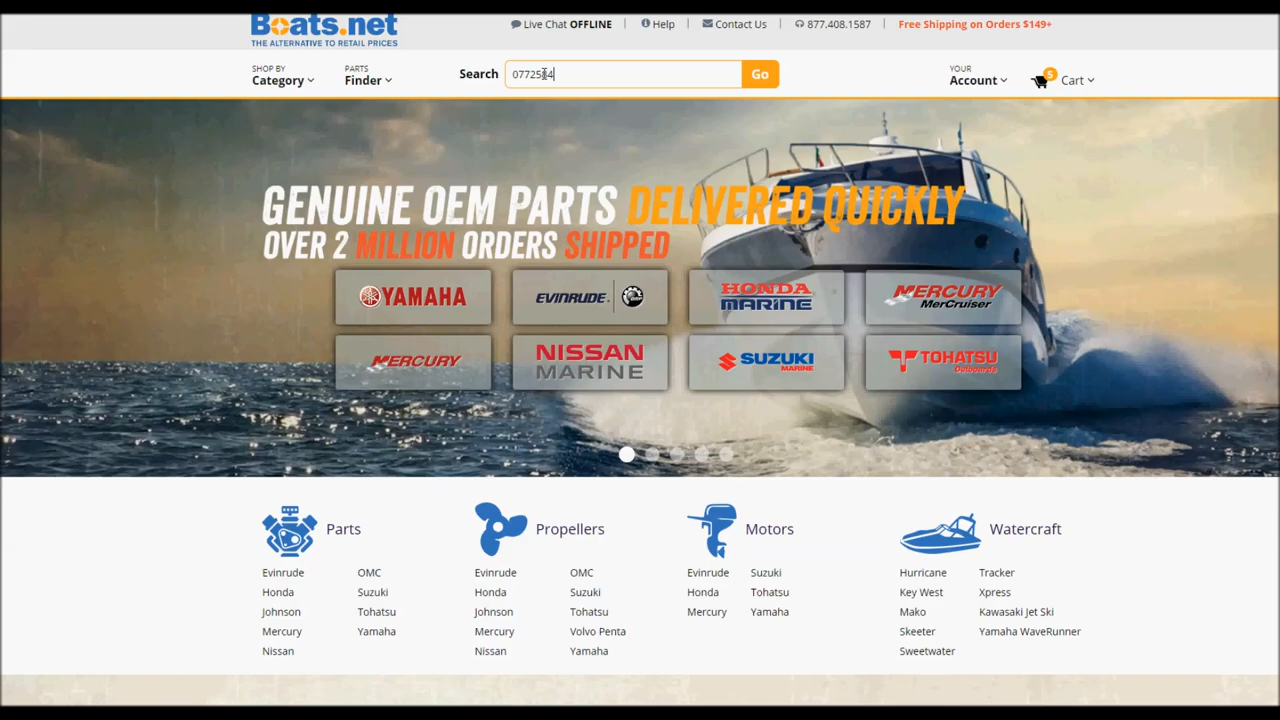 Boats.net
THE ALTERNATIVE TO RETAIL PRICES
Live Chat OFFLINE | Help | Contact Us | 877.408.1587 | Free Shipping on Orders $149+
SHOP BY
Category
PARTS
Finder
Search
Go
YOUR
Account
5
Cart
GENUINE OEM PARTS DELIVERED QUICKLY
OVER 2 MILLION ORDERS SHIPPED
YAMAHA
EVINRUDE
HONDA
MARINE
MERCURY
MerCruiser
MERCURY
NISSAN
MARINE
SUZUKI
MARINE
TOHATSU
Outboards
Parts
Evinrude
Honda
Johnson
Mercury
Nissan
OMC
Suzuki
Tohatsu
Yamaha
Propellers
Evinrude
Honda
Johnson
Mercury
Nissan
OMC
Suzuki
Tohatsu
Volvo Penta
Yamaha
Motors
Evinrude
Honda
Mercury
Suzuki
Tohatsu
Yamaha
Watercraft
Hurricane
Key West
Mako
Skeeter
Sweetwater
Tracker
Xpress
Kawasaki Jet Ski
Yamaha WaveRunner